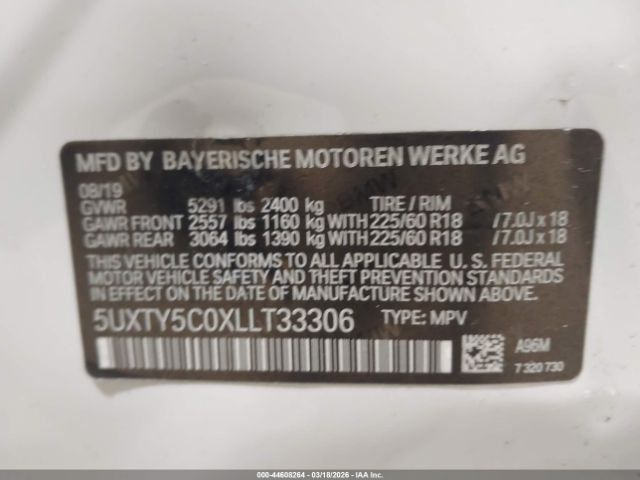 MFD BY BAYERISCHE MOTOREN WERKE AG
08/19
GVWR 5291 lbs 2400 kg TIRE / RIM
GAWR FRONT 2557 lbs 1160 kg WITH 225/60 R18 / 7.0J x 18
GAWR REAR 3064 lbs 1390 kg WITH 225/60 R18 / 7.0J x 18
THIS VEHICLE CONFORMS TO ALL APPLICABLE U. S. FEDERAL
MOTOR VEHICLE SAFETY AND THEFT PREVENTION
STANDARDS IN EFFECT ON THE DATE OF MANUFACTURE SHOWN ABOVE.
5UXTY5C0XLLT33306 TYPE: MPV
A96M
7 320 730
000-44608264 - 03/18/2026 - IAA Inc.